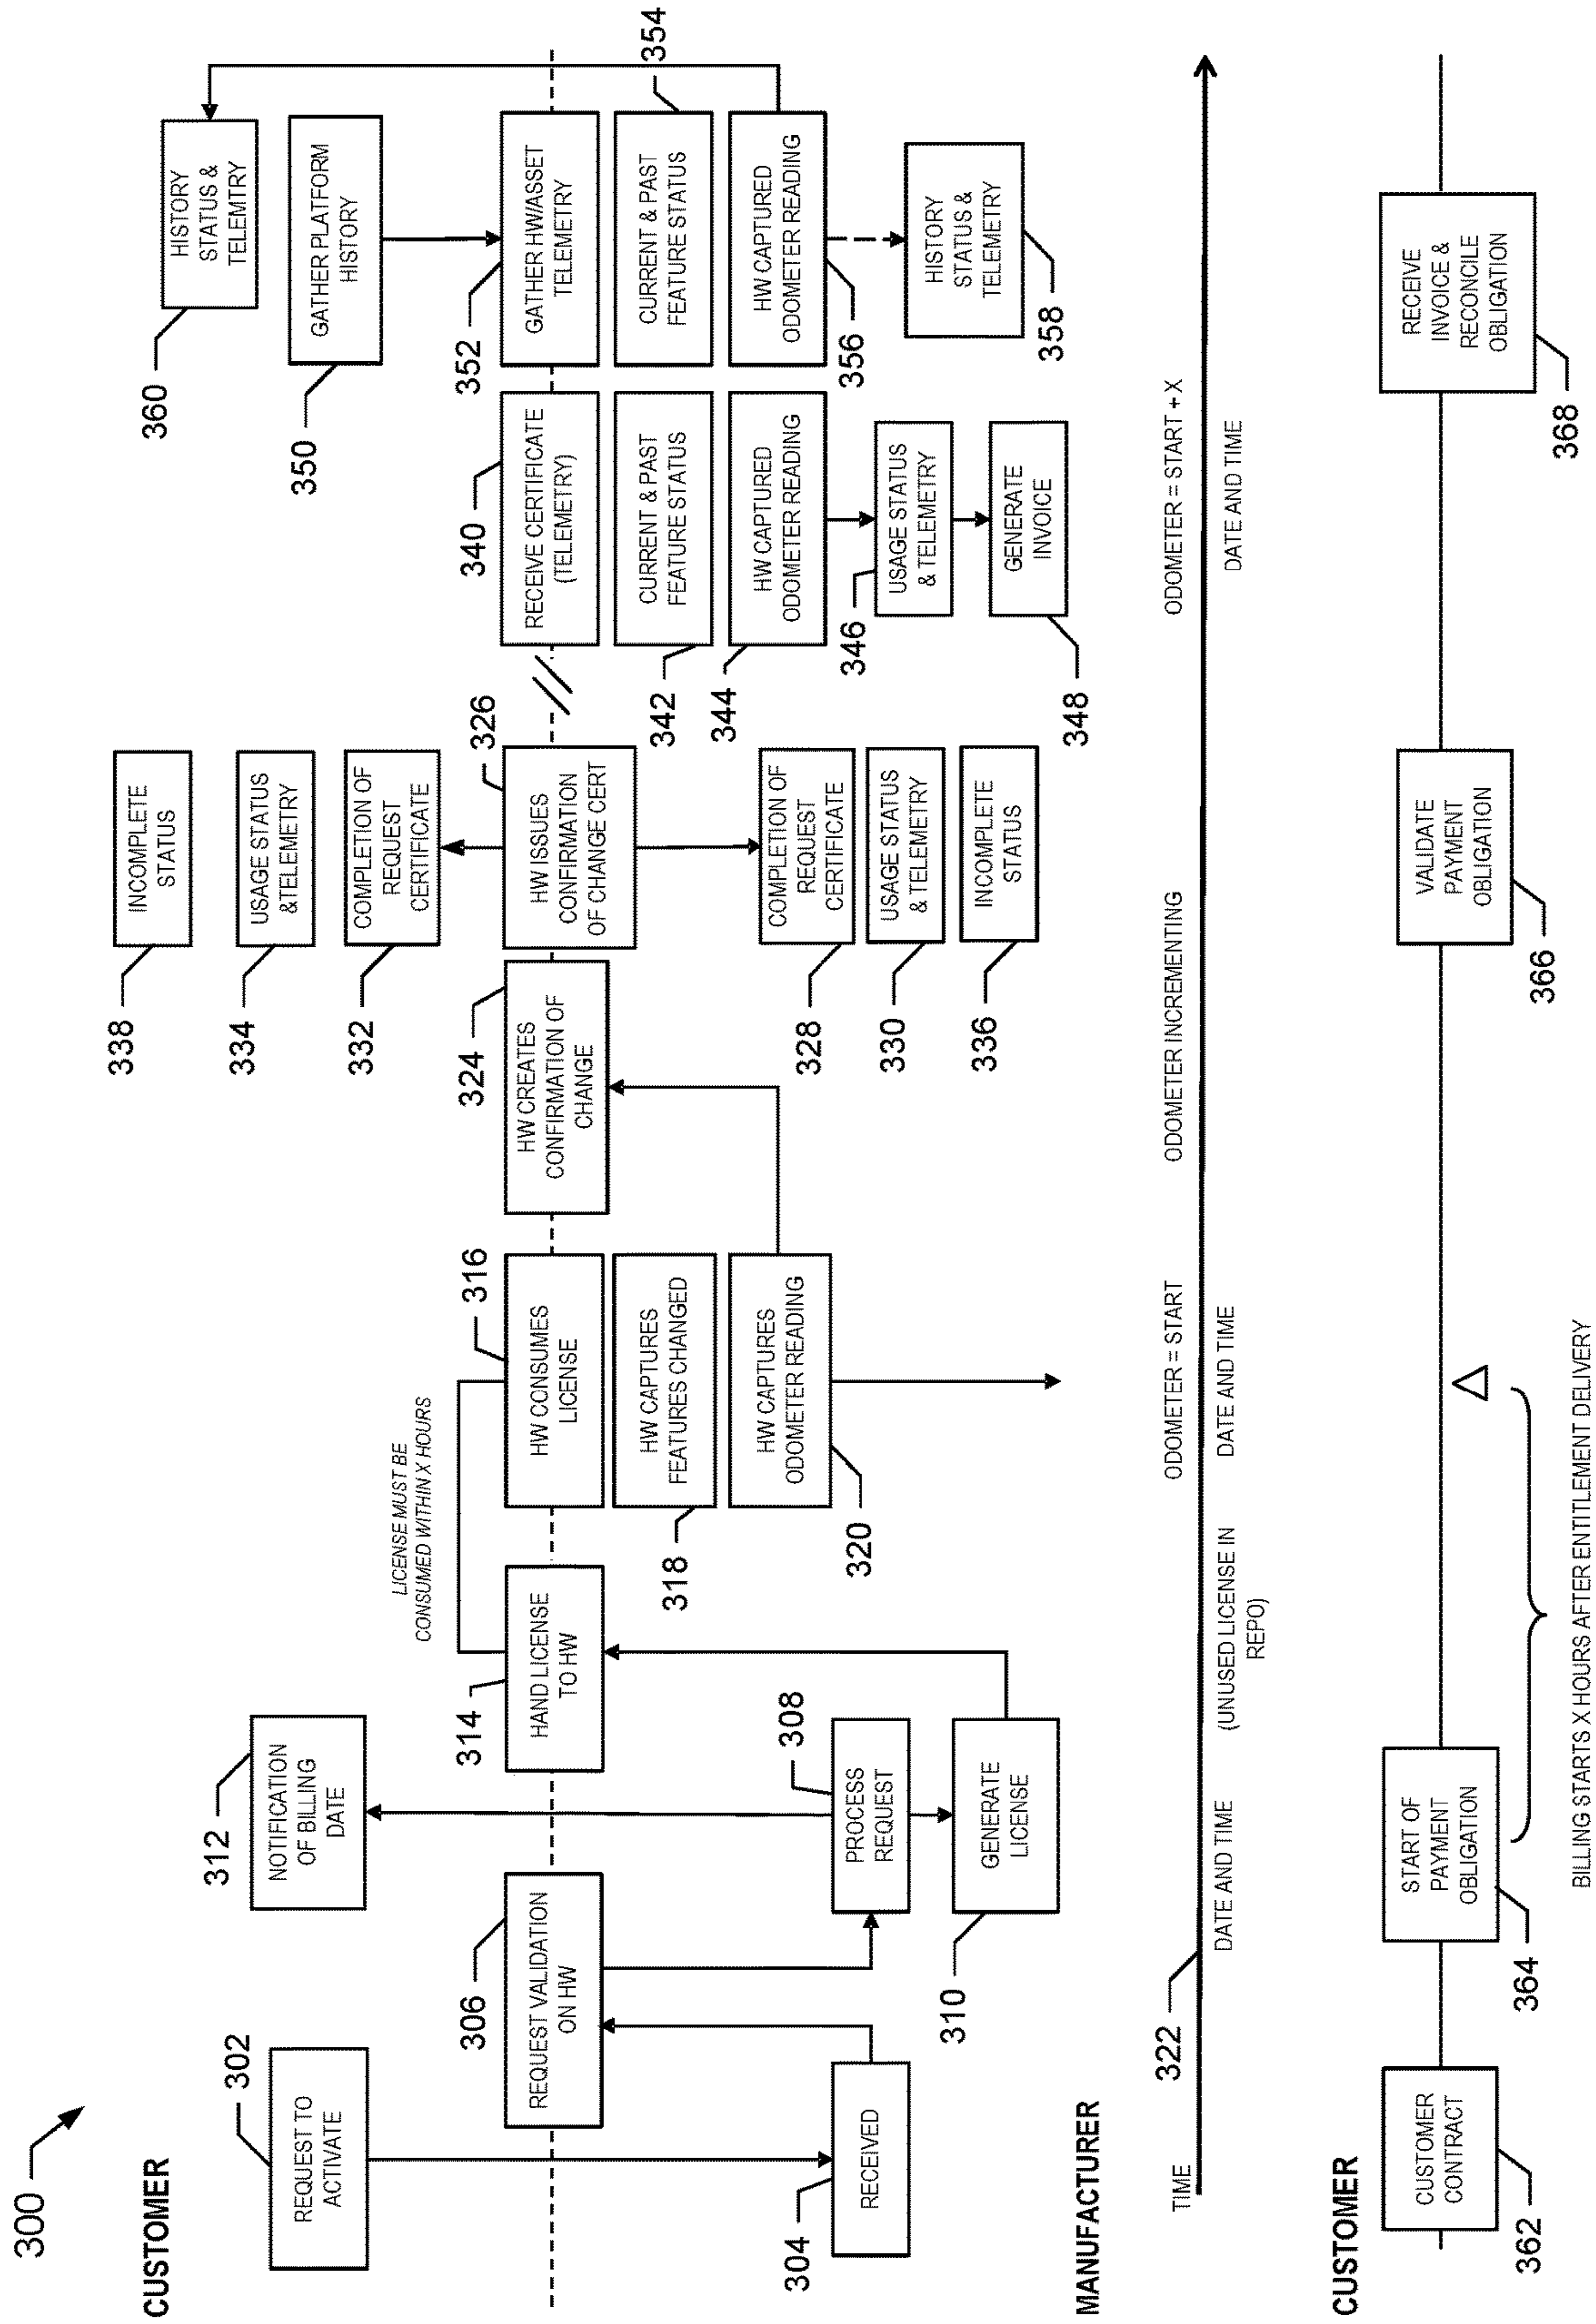 300
CUSTOMER
302
REQUEST TO
ACTIVATE
304
RECEIVED
306
REQUEST VALIDATION
ON HW
312
NOTIFICATION
OF BILLING
DATE
308
PROCESS
REQUEST
310
GENERATE
LICENSE
314
HAND LICENSE
TO HW
LICENSE MUST BE
CONSUMED WITHIN X HOURS
316
HW CONSUMES
LICENSE
318
HW CAPTURES
FEATURES CHANGED
320
HW CAPTURES
ODOMETER READING
324
HW CREATES
CONFIRMATION OF
CHANGE
338
INCOMPLETE
STATUS
334
USAGE STATUS
&TELEMETRY
332
COMPLETION OF
REQUEST
CERTIFICATE
326
HW ISSUES
CONFIRMATION
OF CHANGE CERT
328
COMPLETION OF
REQUEST
CERTIFICATE
330
USAGE STATUS
& TELEMETRY
336
INCOMPLETE
STATUS
340
RECEIVE CERTIFICATE
(TELEMETRY)
342
CURRENT & PAST
FEATURE STATUS
344
HW CAPTURED
ODOMETER READING
346
USAGE STATUS
& TELEMETRY
348
GENERATE
INVOICE
360
HISTORY
STATUS &
TELEMTRY
350
GATHER PLATFORM
HISTORY
352
GATHER HW/ASSET
TELEMETRY
354
CURRENT & PAST
FEATURE STATUS
356
HW CAPTURED
ODOMETER READING
358
HISTORY
STATUS &
TELEMETRY
MANUFACTURER
TIME
322
DATE AND TIME
(UNUSED LICENSE IN
REPO)
ODOMETER = START
DATE AND TIME
ODOMETER INCREMENTING
ODOMETER = START + X
DATE AND TIME
CUSTOMER
362
CUSTOMER
CONTRACT
364
START OF
PAYMENT
OBLIGATION
BILLING STARTS X HOURS AFTER ENTITLEMENT DELIVERY
366
VALIDATE
PAYMENT
OBLIGATION
368
RECEIVE
INVOICE &
RECONCILE
OBLIGATION